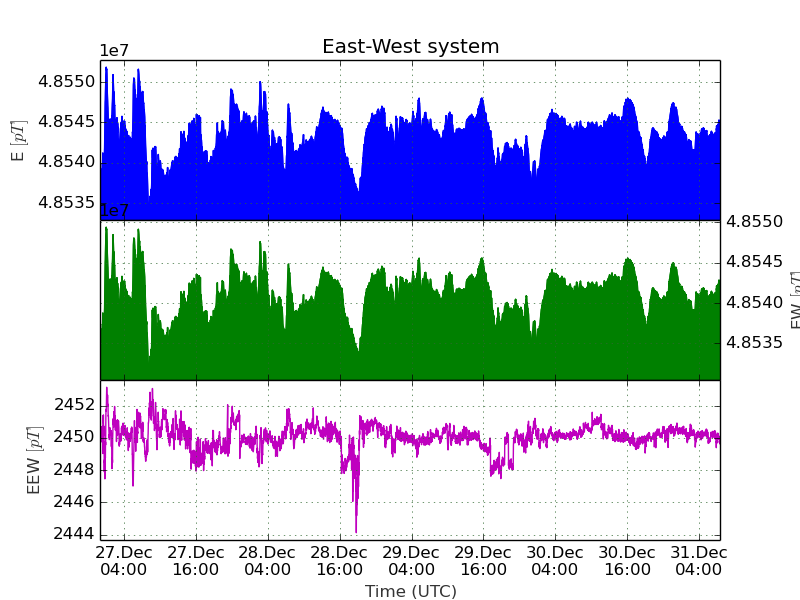 East-West system
1e7
4.8550
4.8545
4.8540
4.8535
E [pT]
1e7
4.8550
4.8545
4.8540
4.8535
EW [pT]
2452
2450
2448
2446
2444
EEW [pT]
27.Dec 27.Dec 28.Dec 28.Dec 29.Dec 29.Dec 30.Dec 30.Dec 31.Dec
04:00 16:00 04:00 16:00 04:00 16:00 04:00 16:00 04:00
Time (UTC)